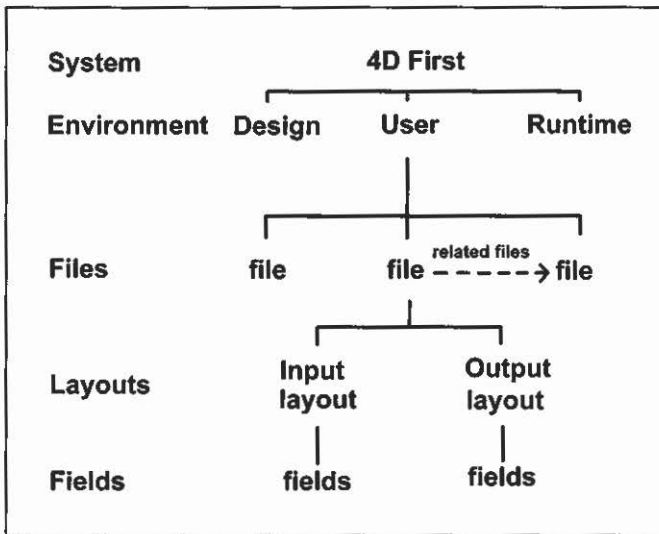 System 4D First
Environment Design User Runtime
related files
Files file file file
Layouts Input layout Output layout
Fields fields fields